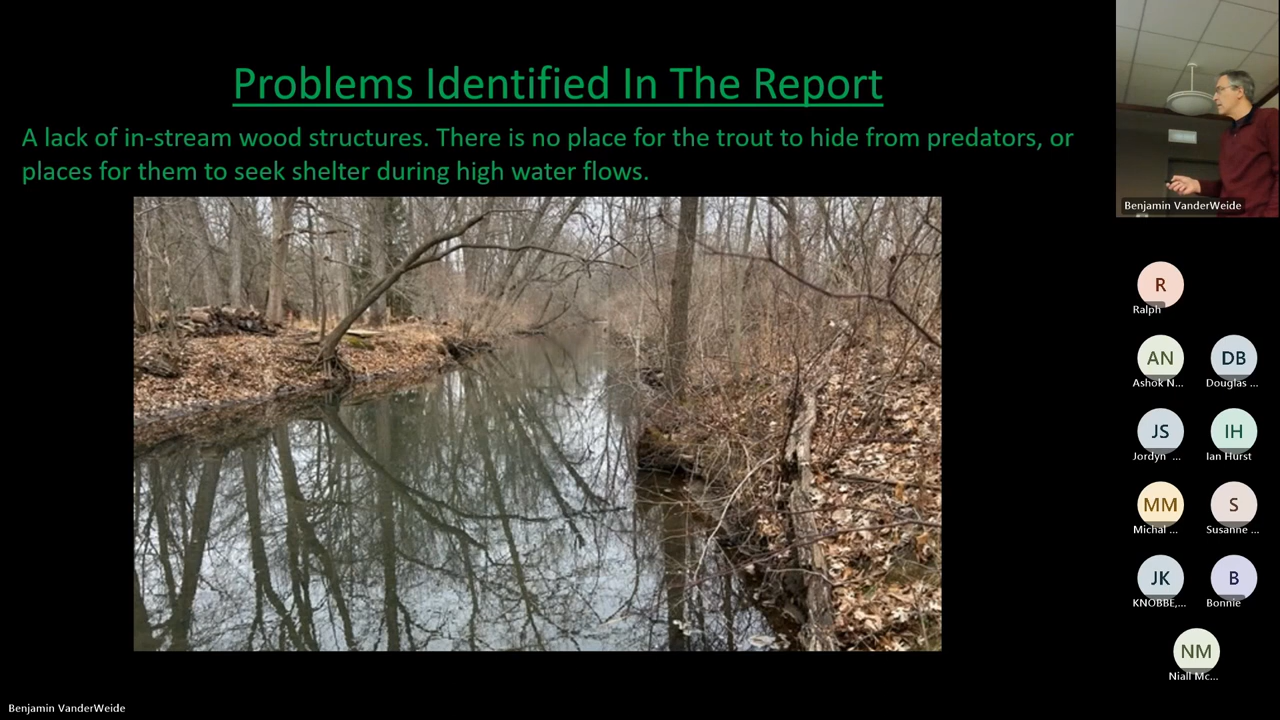 Problems Identified In The Report
A lack of in-stream wood structures. There is no place for the trout to hide from predators, or
places for them to seek shelter during high water flows.
Benjamin VanderWeide
R
Ralph
AN
Ashok N...
DB
Douglas ...
JS
Jordyn ...
IH
Ian Hurst
MM
Michal ...
S
Susanne ...
JK
KNOBBE,...
B
Bonnie
NM
Niall Mc...
Benjamin VanderWeide